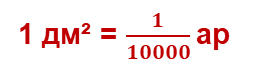 1 дм² = 1/10000 ар